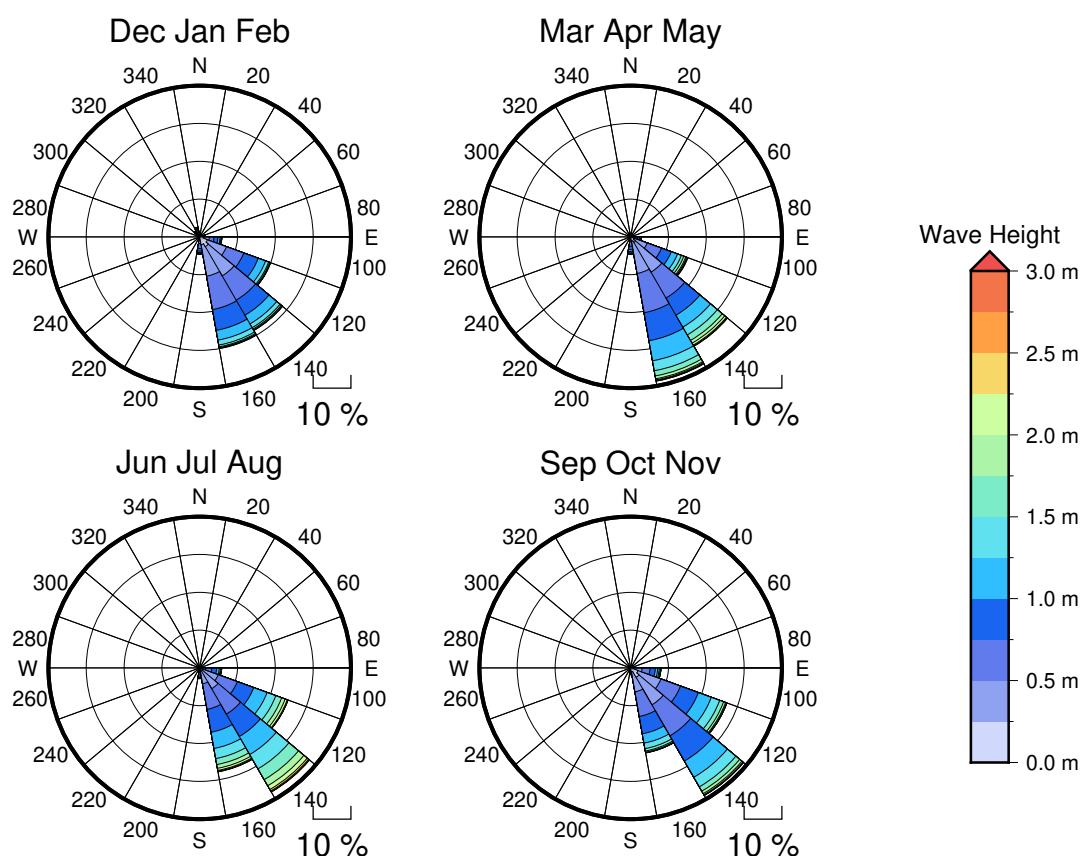 Dec Jan Feb
N
20
40
60
80
E
100
120
140
160
S
200
220
240
260
W
280
300
320
340
10 %
Mar Apr May
N
20
40
60
80
E
100
120
140
160
S
200
220
240
260
W
280
300
320
340
10 %
Jun Jul Aug
N
20
40
60
80
E
100
120
140
160
S
200
220
240
260
W
280
300
320
340
10 %
Sep Oct Nov
N
20
40
60
80
E
100
120
140
160
S
200
220
240
260
W
280
300
320
340
10 %
Wave Height
3.0 m
2.5 m
2.0 m
1.5 m
1.0 m
0.5 m
0.0 m